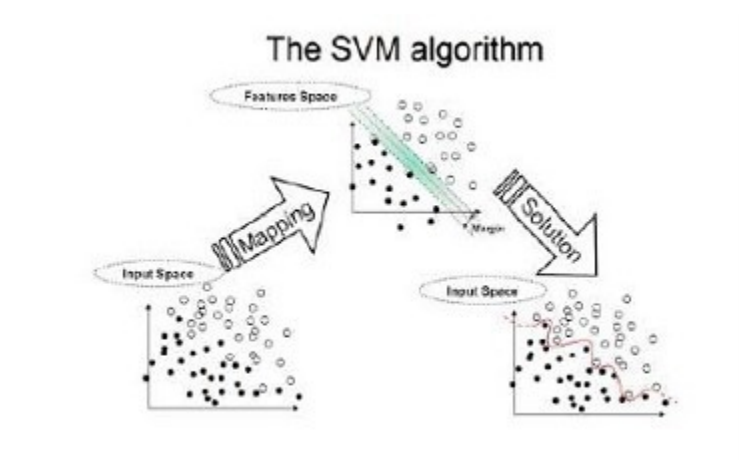 The SVM algorithm
Features Space
Mapping
Margin
Solution
Input Space
Input Space